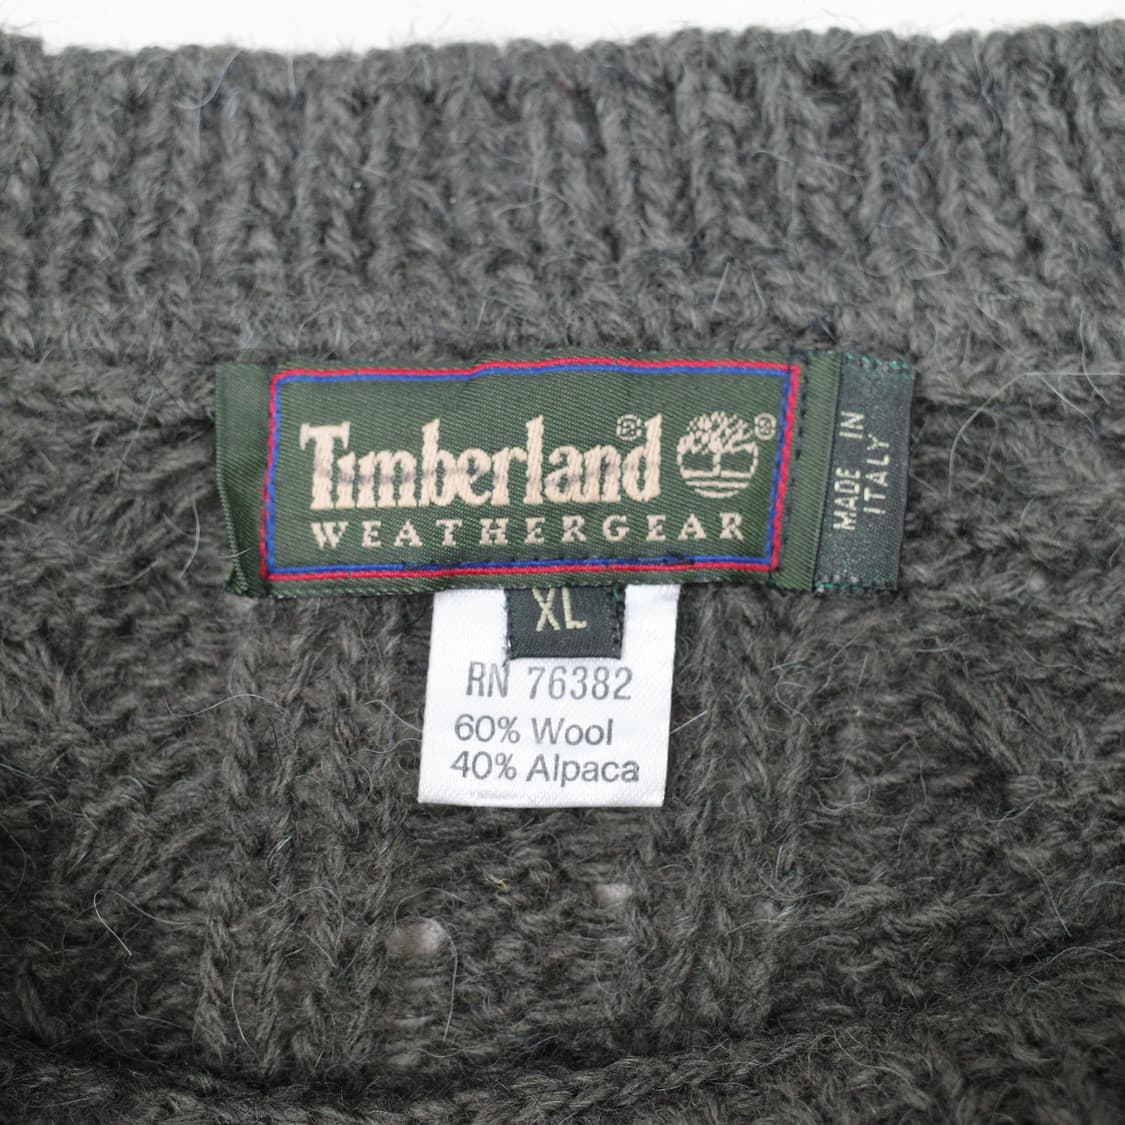 Timberland®
®
WEATHERGEAR
MADE IN
ITALY
XL
RN 76382
60% Wool
40% Alpaca